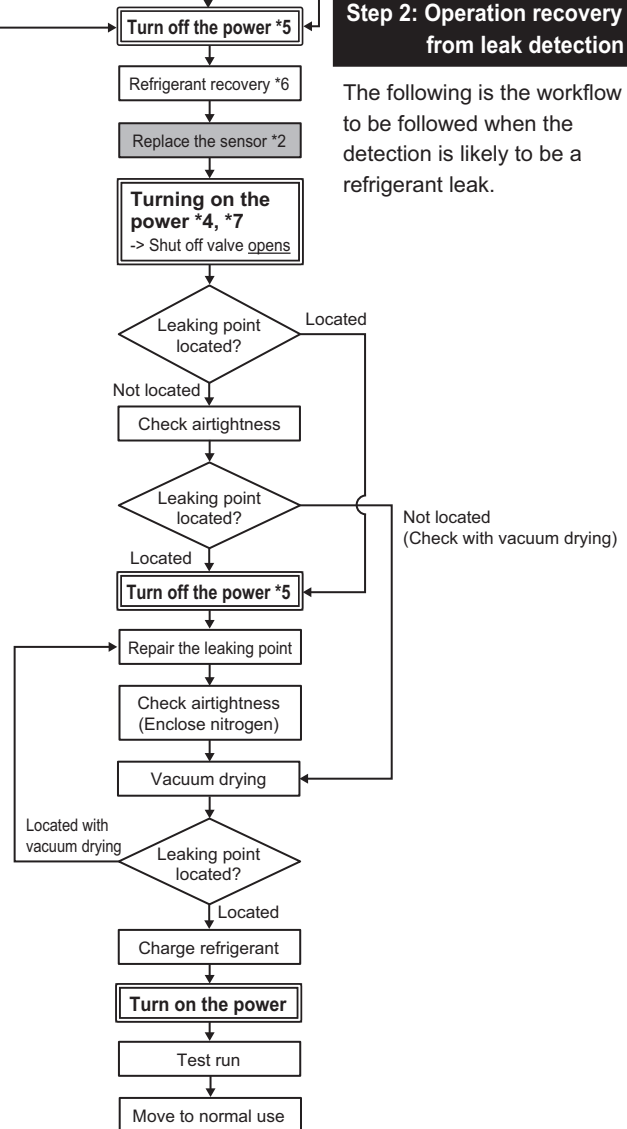 Step 2: Operation recovery
from leak detection
The following is the workflow
to be followed when the
detection is likely to be a
refrigerant leak.
Turn off the power *5
Refrigerant recovery *6
Replace the sensor *2
Turning on the
power *4, *7
-> Shut off valve opens
Leaking point
located?
Located
Not located
Check airtightness
Leaking point
located?
Not located
(Check with vacuum drying)
Located
Turn off the power *5
Repair the leaking point
Check airtightness
(Enclose nitrogen)
Vacuum drying
Located with
vacuum drying
Leaking point
located?
Located
Charge refrigerant
Turn on the power
Test run
Move to normal use